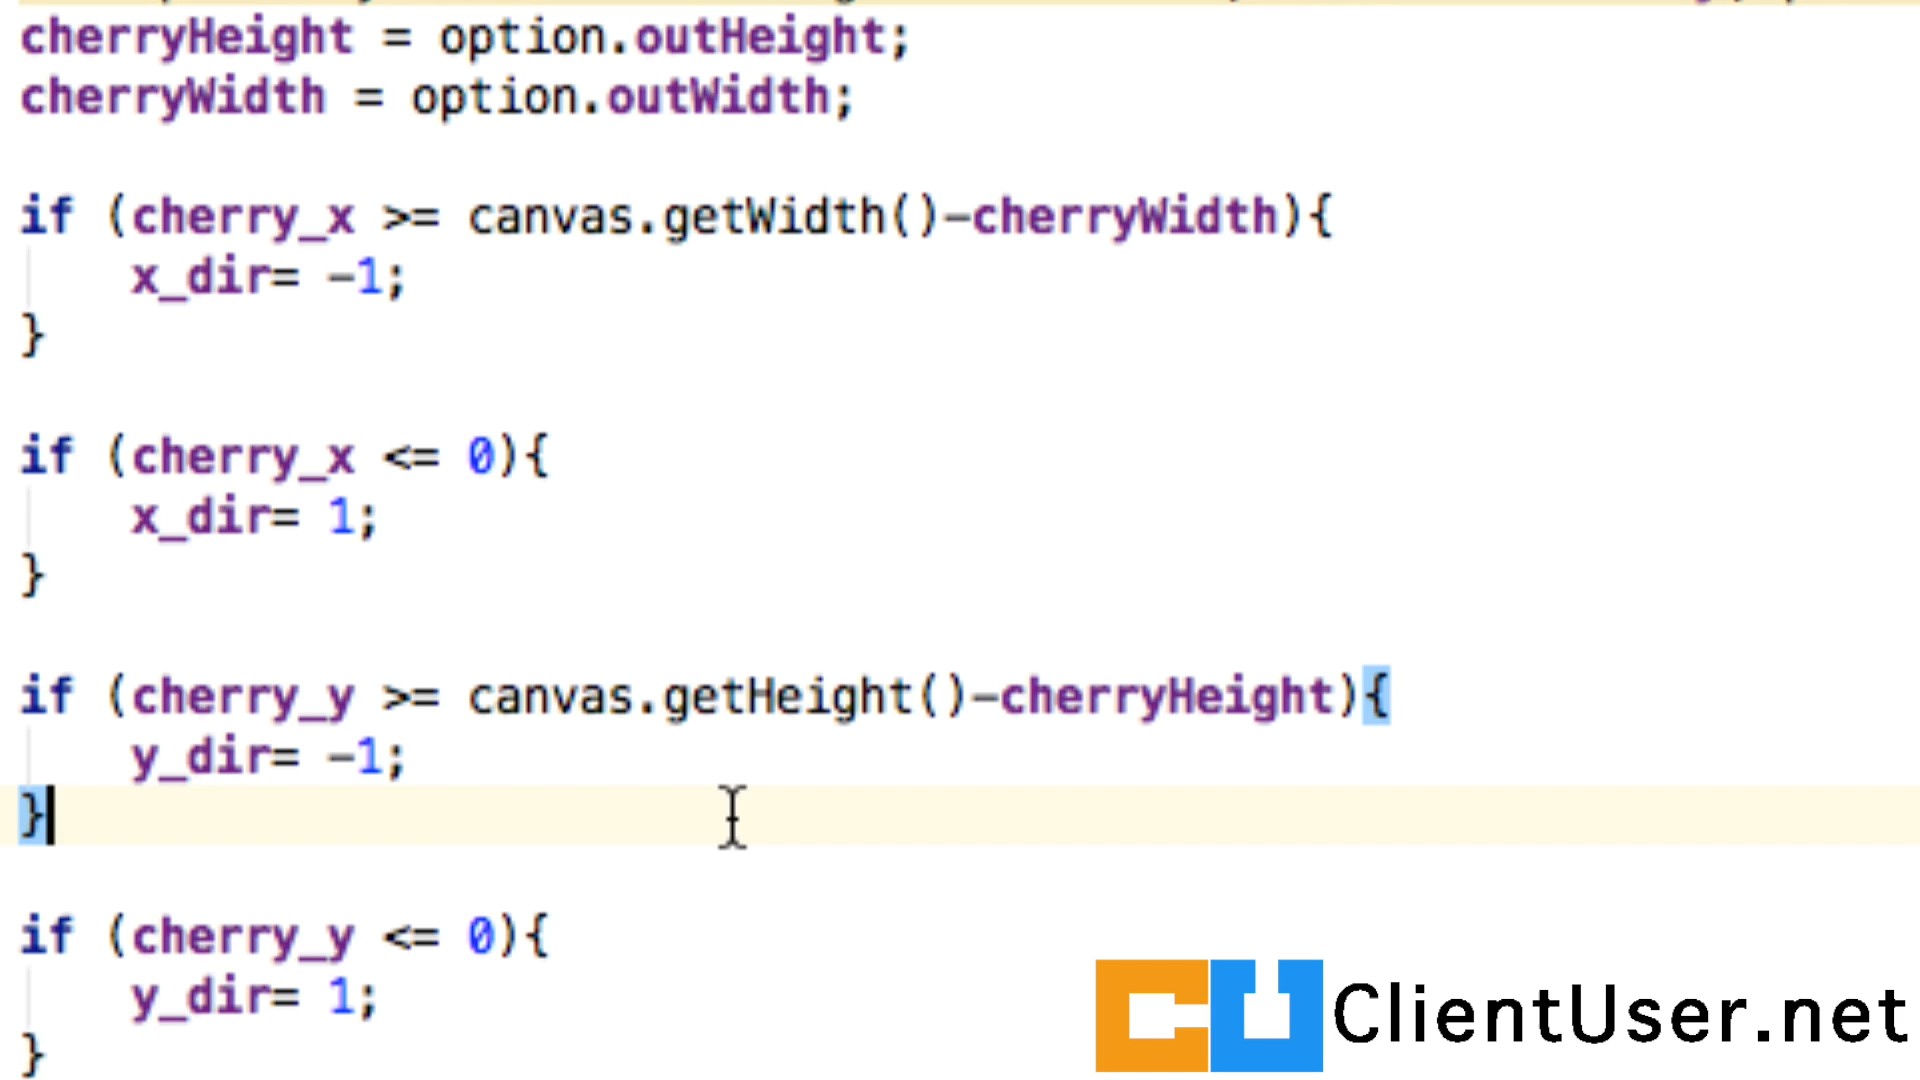 cherryHeight = option.outHeight;
cherryWidth = option.outWidth;
if (cherry_x >= canvas.getWidth()-cherryWidth){
x_dir= -1;
}
if (cherry_x <= 0){
x_dir= 1;
}
if (cherry_y >= canvas.getHeight()-cherryHeight){
y_dir= -1;
}
if (cherry_y <= 0){
y_dir= 1;
}
CU ClientUser.net